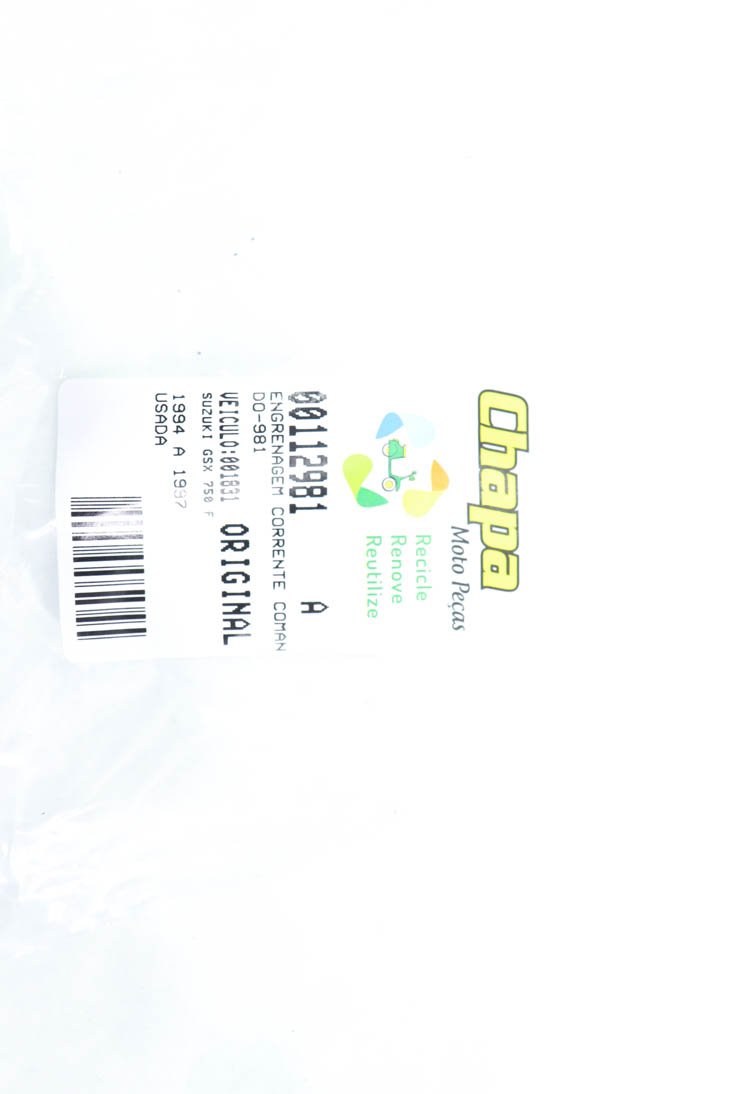 Chapa
Moto Peças
Recicle
Renove
Reutilize
00112981 A
ENGRENAGEM CORRENTE COMAN
DO-981
VEICULO:001831 ORIGINAL
SUZUKI GSX 750 F
1994 A 1997
USADA